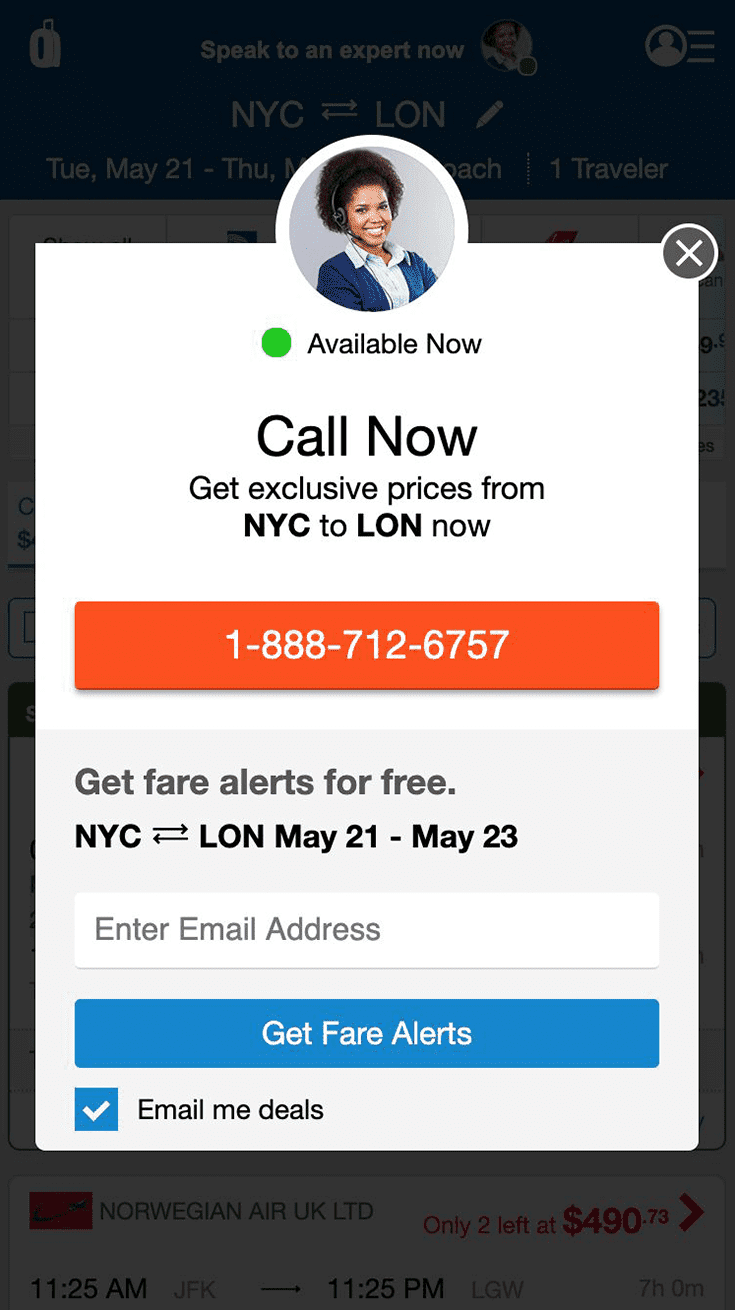 Speak to an expert now
NYC ⇄ LON
Tue, May 21 - Thu, 1 Traveler
Available Now
Call Now
Get exclusive prices from
NYC to LON now
1-888-712-6757
Get fare alerts for free.
NYC ⇄ LON May 21 - May 23
Enter Email Address
Get Fare Alerts
Email me deals
NORWEGIAN AIR UK LTD
Only 2 left at $490.73
11:25 AM JFK → 11:25 PM LGW 7h 0m